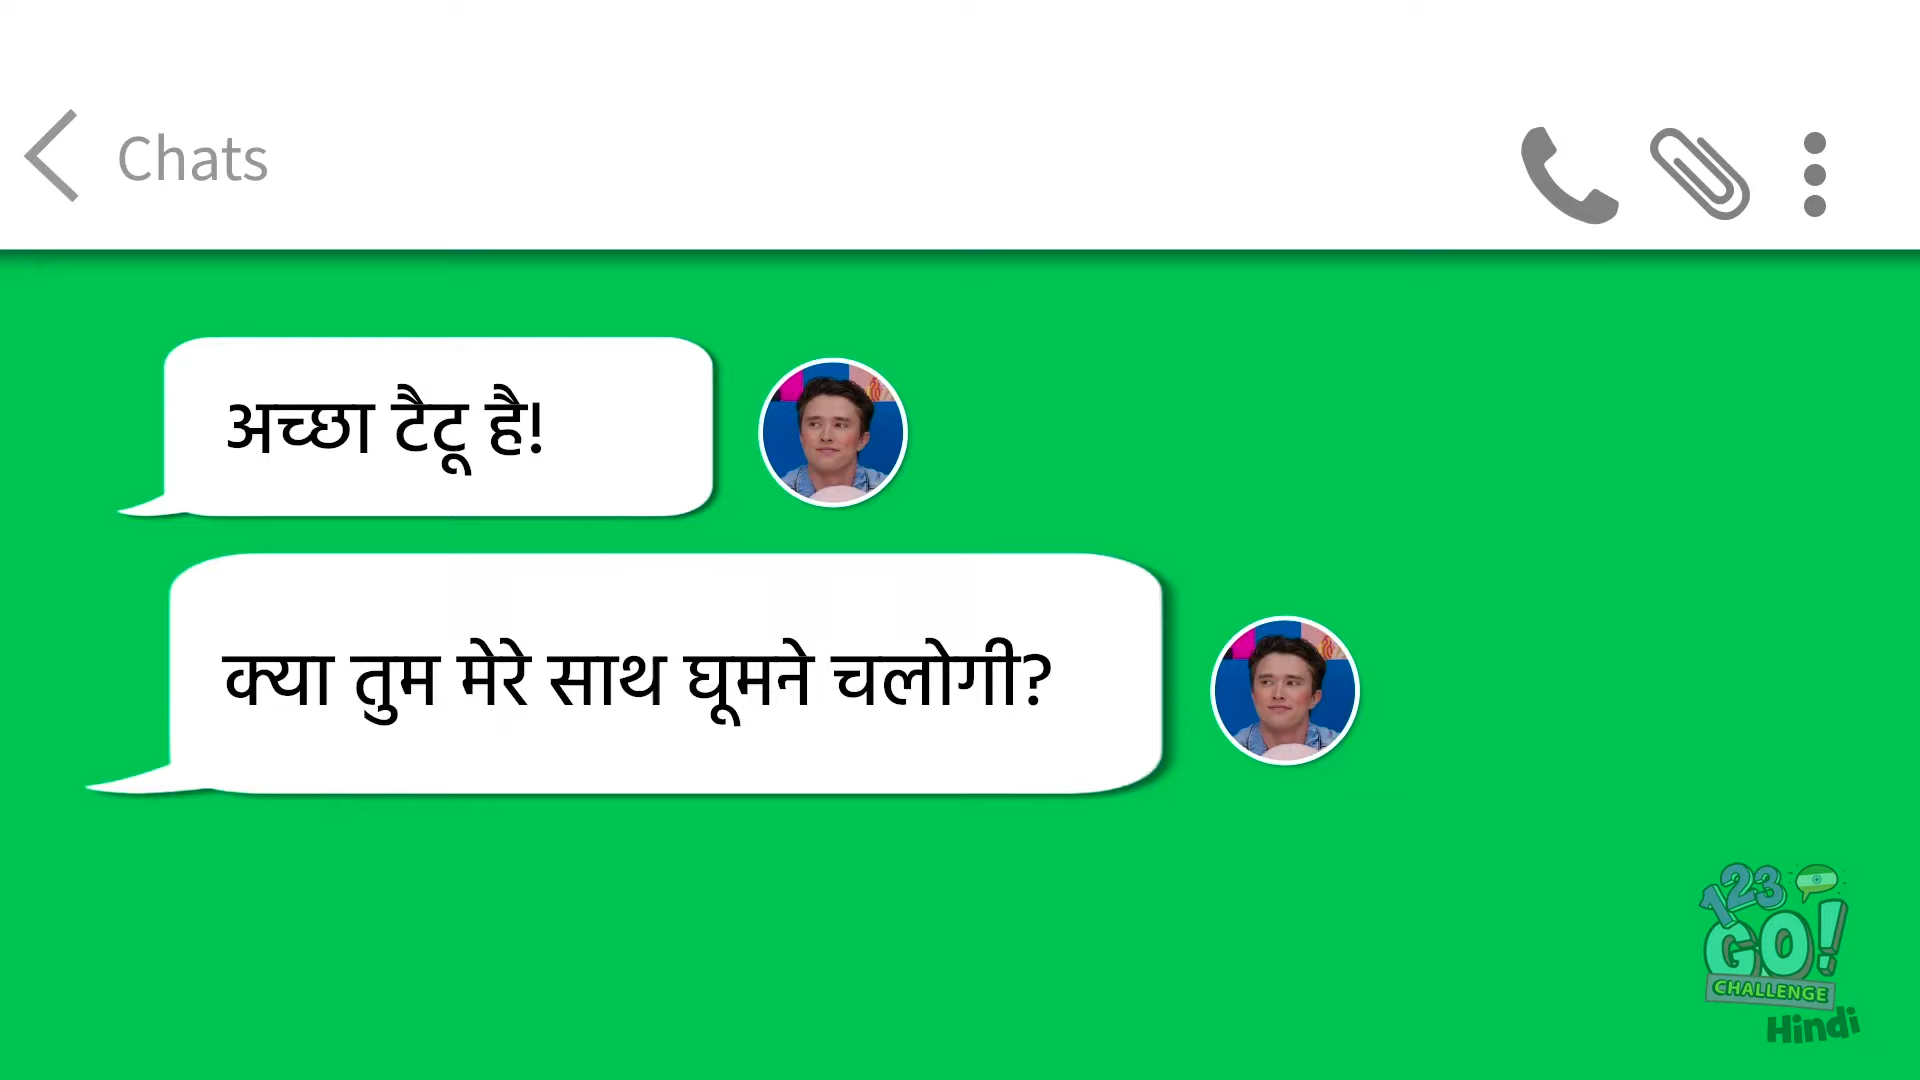 Chats
अच्छा टैटू है!
क्या तुम मेरे साथ घूमने चलोगी?
123
GO!
CHALLENGE
Hindi